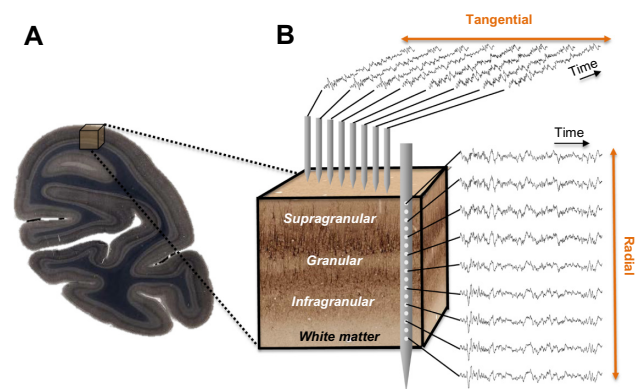 Tangential
A
B
Time
Time
Supragranular
Granular
Infragranular
White matter
Radial